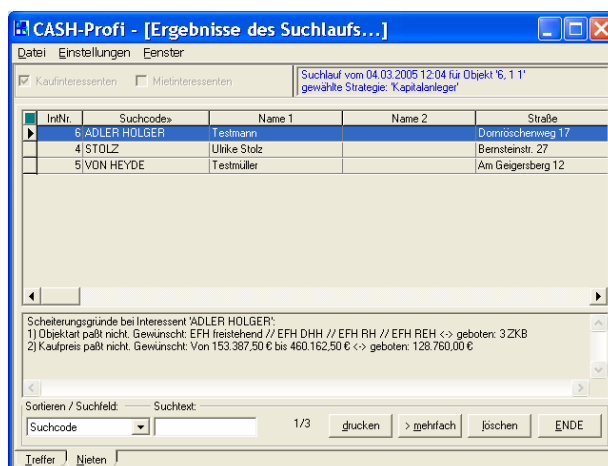 CASH-Profi - [Ergebnisse des Suchlaufs...]
Datei Einstellungen Fenster
Kaufinteressenten Mietinteressenten
Suchlauf vom 04.03.2005 12:04 für Objekt '6, 1 1'
gewählte Strategie: 'Kapitalanleger'
IntNr. Suchcode» Name 1 Name 2 Straße
6 ADLER HOLGER Testmann Dornröschenweg 17
4 STOLZ Ulrike Stolz Bernsteinstr. 27
5 VON HEYDE Testmüller Am Geigersberg 12
Scheiterungsgründe bei Interessent 'ADLER HOLGER':
1) Objektart paßt nicht. Gewünscht: EFH freistehend // EFH DHH // EFH RH // EFH REH <-> geboten: 3 ZKB
2) Kaufpreis paßt nicht. Gewünscht: Von 153.387,50 € bis 460.162,50 € <-> geboten: 128.760,00 €
Sortieren / Suchfeld: Suchtext:
Suchcode 1/3 drucken > mehrfach löschen ENDE
Treffer Nieten